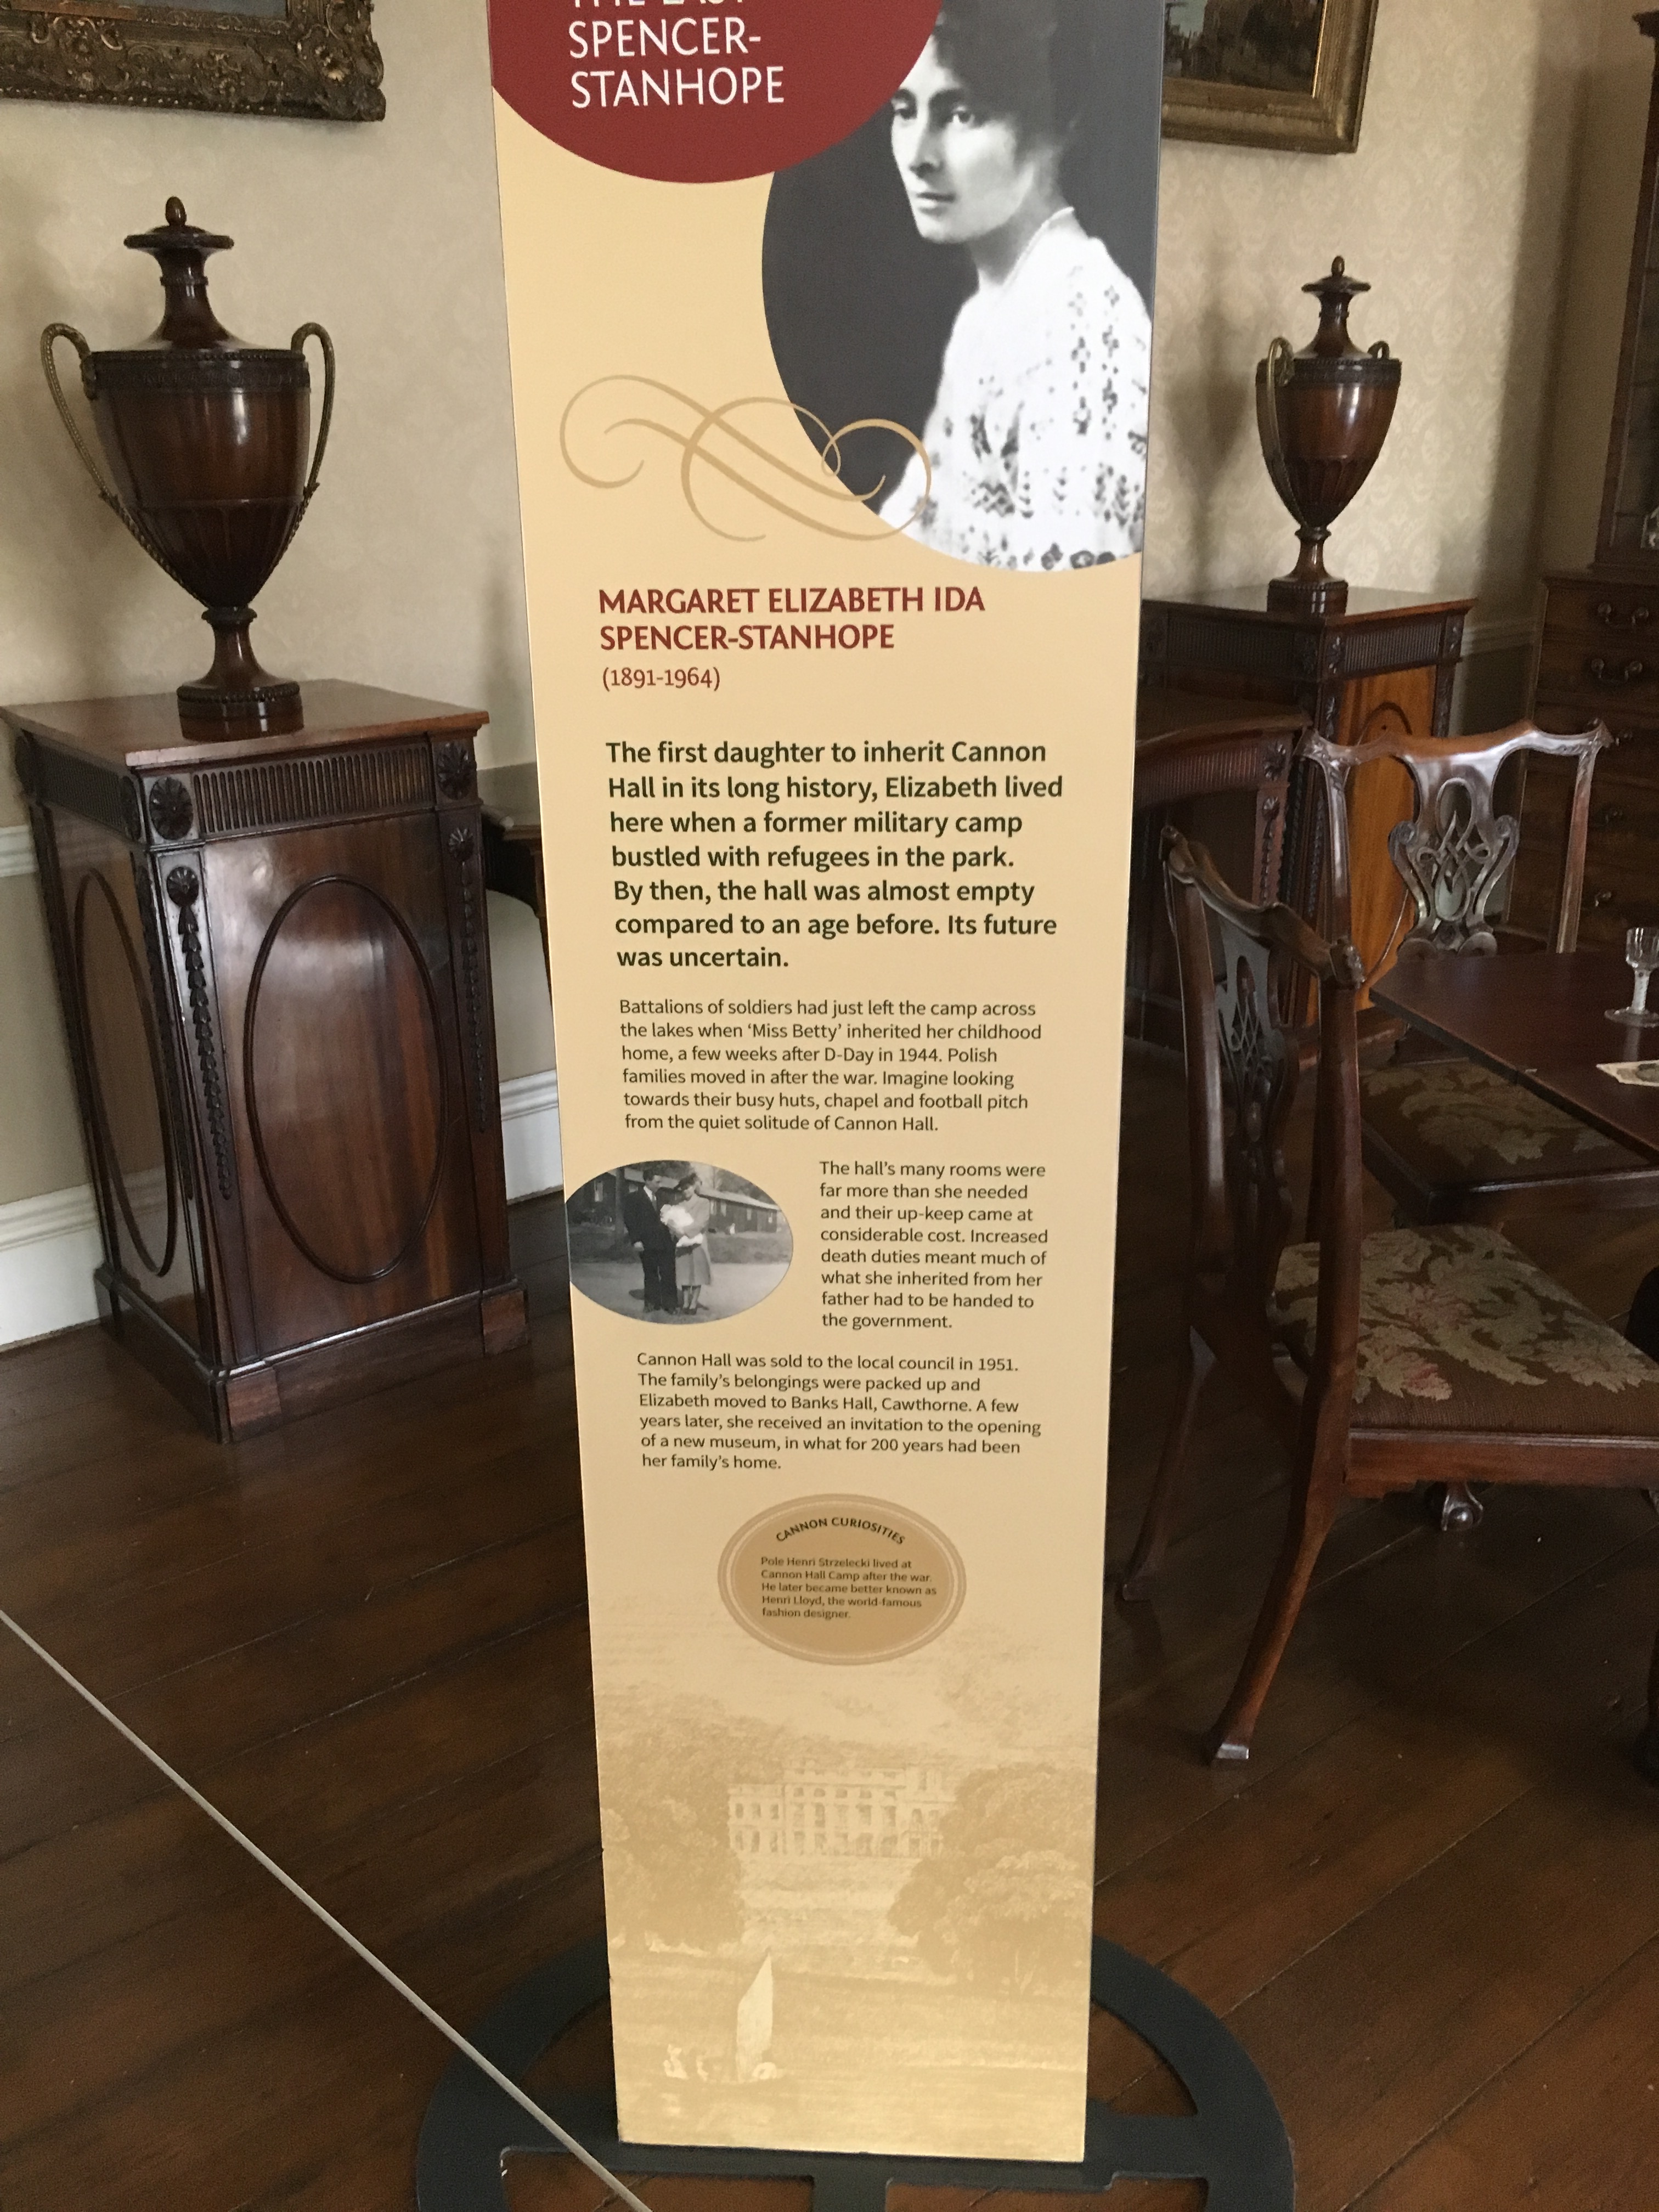 THE LAST
SPENCER-
STANHOPE
MARGARET ELIZABETH IDA
SPENCER-STANHOPE
(1891-1964)
The first daughter to inherit Cannon
Hall in its long history, Elizabeth lived
here when a former military camp
bustled with refugees in the park.
By then, the hall was almost empty
compared to an age before. Its future
was uncertain.
Battalions of soldiers had just left the camp across
the lakes when ‘Miss Betty’ inherited her childhood
home, a few weeks after D-Day in 1944. Polish
families moved in after the war. Imagine looking
towards their busy huts, chapel and football pitch
from the quiet solitude of Cannon Hall.
The hall’s many rooms were
far more than she needed
and their up-keep came at
considerable cost. Increased
death duties meant much of
what she inherited from her
father had to be handed to
the government.
Cannon Hall was sold to the local council in 1951.
The family’s belongings were packed up and
Elizabeth moved to Banks Hall, Cawthorne. A few
years later, she received an invitation to the opening
of a new museum, in what for 200 years had been
her family’s home.
CANNON CURIOSITIES
Pole Henri Strzelecki lived at
Cannon Hall Camp after the war.
He later became better known as
Henri Lloyd, the world-famous
fashion designer.